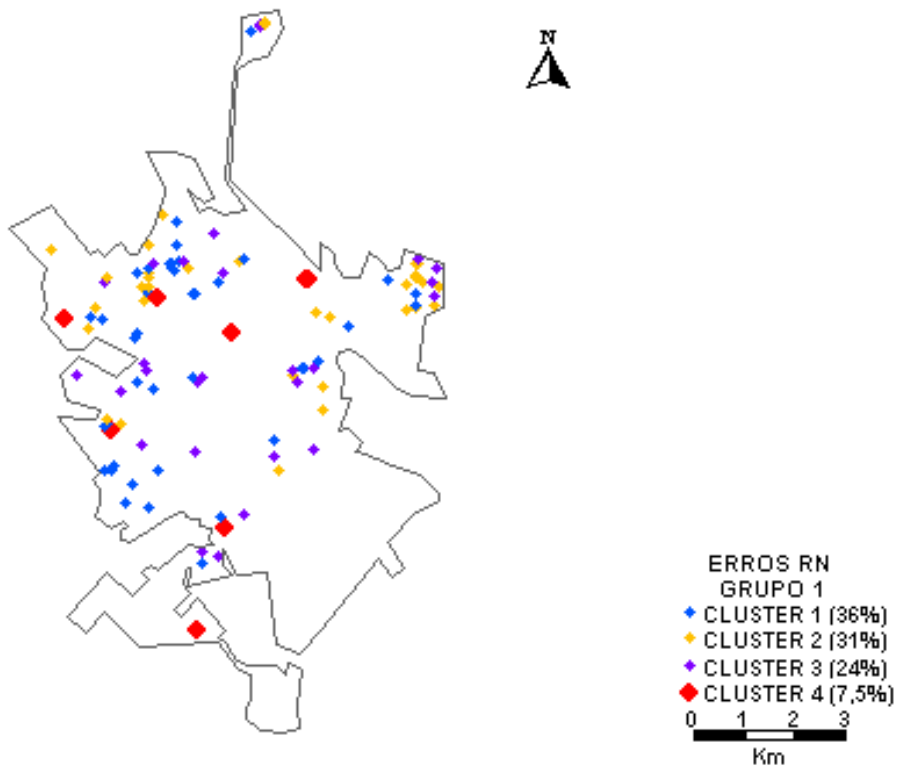 N
ERROS RN
GRUPO 1
CLUSTER 1 (36%)
CLUSTER 2 (31%)
CLUSTER 3 (24%)
CLUSTER 4 (7,5%)
0 1 2 3
Km